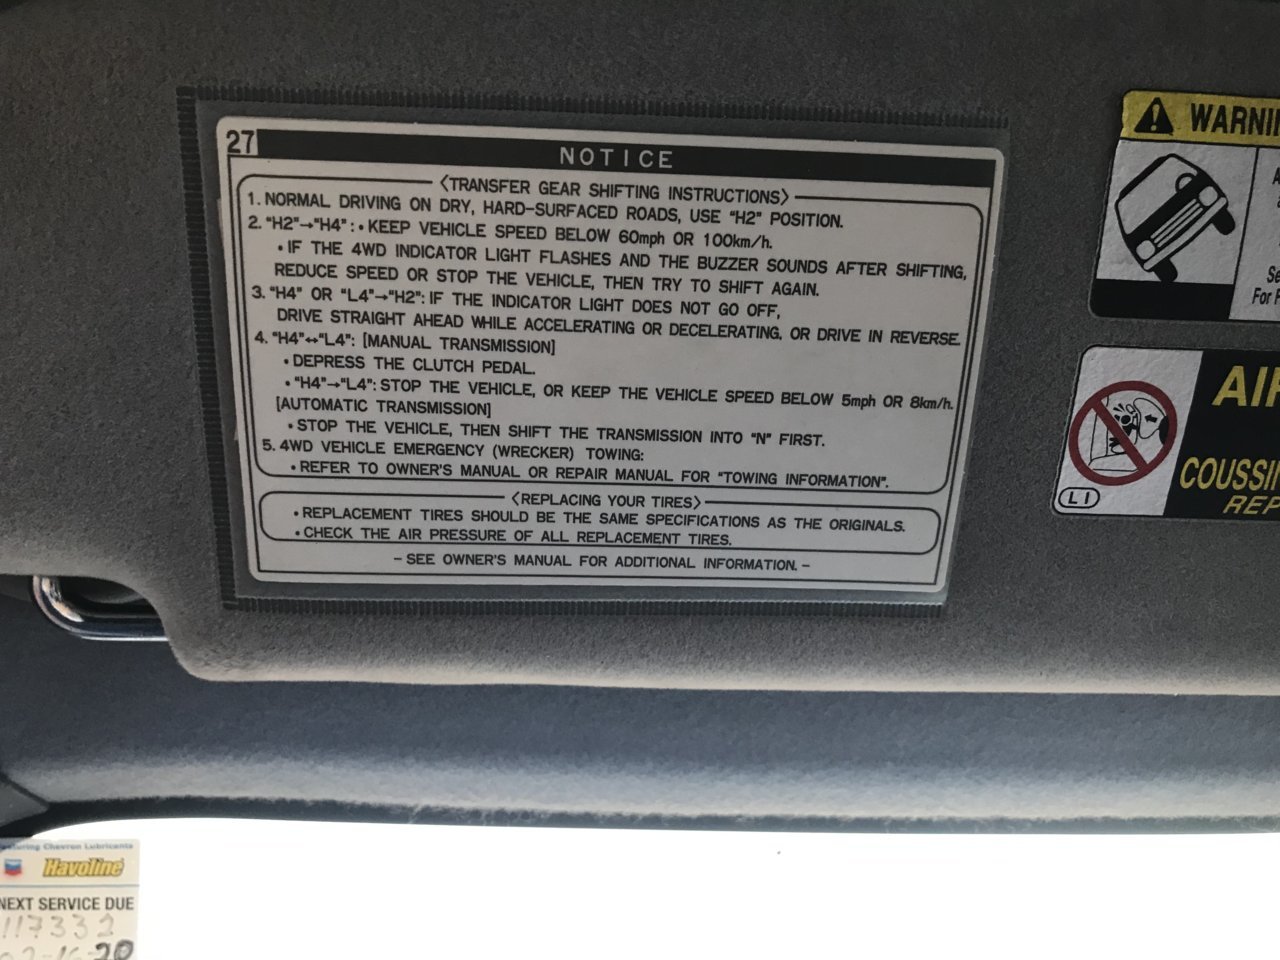 27
NOTICE
<TRANSFER GEAR SHIFTING INSTRUCTIONS>
1. NORMAL DRIVING ON DRY, HARD-SURFACED ROADS, USE "H2" POSITION.
2. "H2"→"H4": • KEEP VEHICLE SPEED BELOW 60mph OR 100km/h.
• IF THE 4WD INDICATOR LIGHT FLASHES AND THE BUZZER SOUNDS AFTER SHIFTING,
REDUCE SPEED OR STOP THE VEHICLE, THEN TRY TO SHIFT AGAIN.
3. "H4" OR "L4"→"H2": IF THE INDICATOR LIGHT DOES NOT GO OFF,
DRIVE STRAIGHT AHEAD WHILE ACCELERATING OR DECELERATING, OR DRIVE IN REVERSE.
4. "H4"↔"L4": [MANUAL TRANSMISSION]
• DEPRESS THE CLUTCH PEDAL.
• "H4"→"L4": STOP THE VEHICLE, OR KEEP THE VEHICLE SPEED BELOW 5mph OR 8km/h.
[AUTOMATIC TRANSMISSION]
• STOP THE VEHICLE, THEN SHIFT THE TRANSMISSION INTO "N" FIRST.
5. 4WD VEHICLE EMERGENCY (WRECKER) TOWING:
• REFER TO OWNER'S MANUAL OR REPAIR MANUAL FOR "TOWING INFORMATION".
<REPLACING YOUR TIRES>
• REPLACEMENT TIRES SHOULD BE THE SAME SPECIFICATIONS AS THE ORIGINALS.
• CHECK THE AIR PRESSURE OF ALL REPLACEMENT TIRES.
– SEE OWNER'S MANUAL FOR ADDITIONAL INFORMATION. –
WARNIN
Se
For
AI
COUSSI
REP
LI
Chevron Lubricants
Havoline
NEXT SERVICE DUE
117332
20